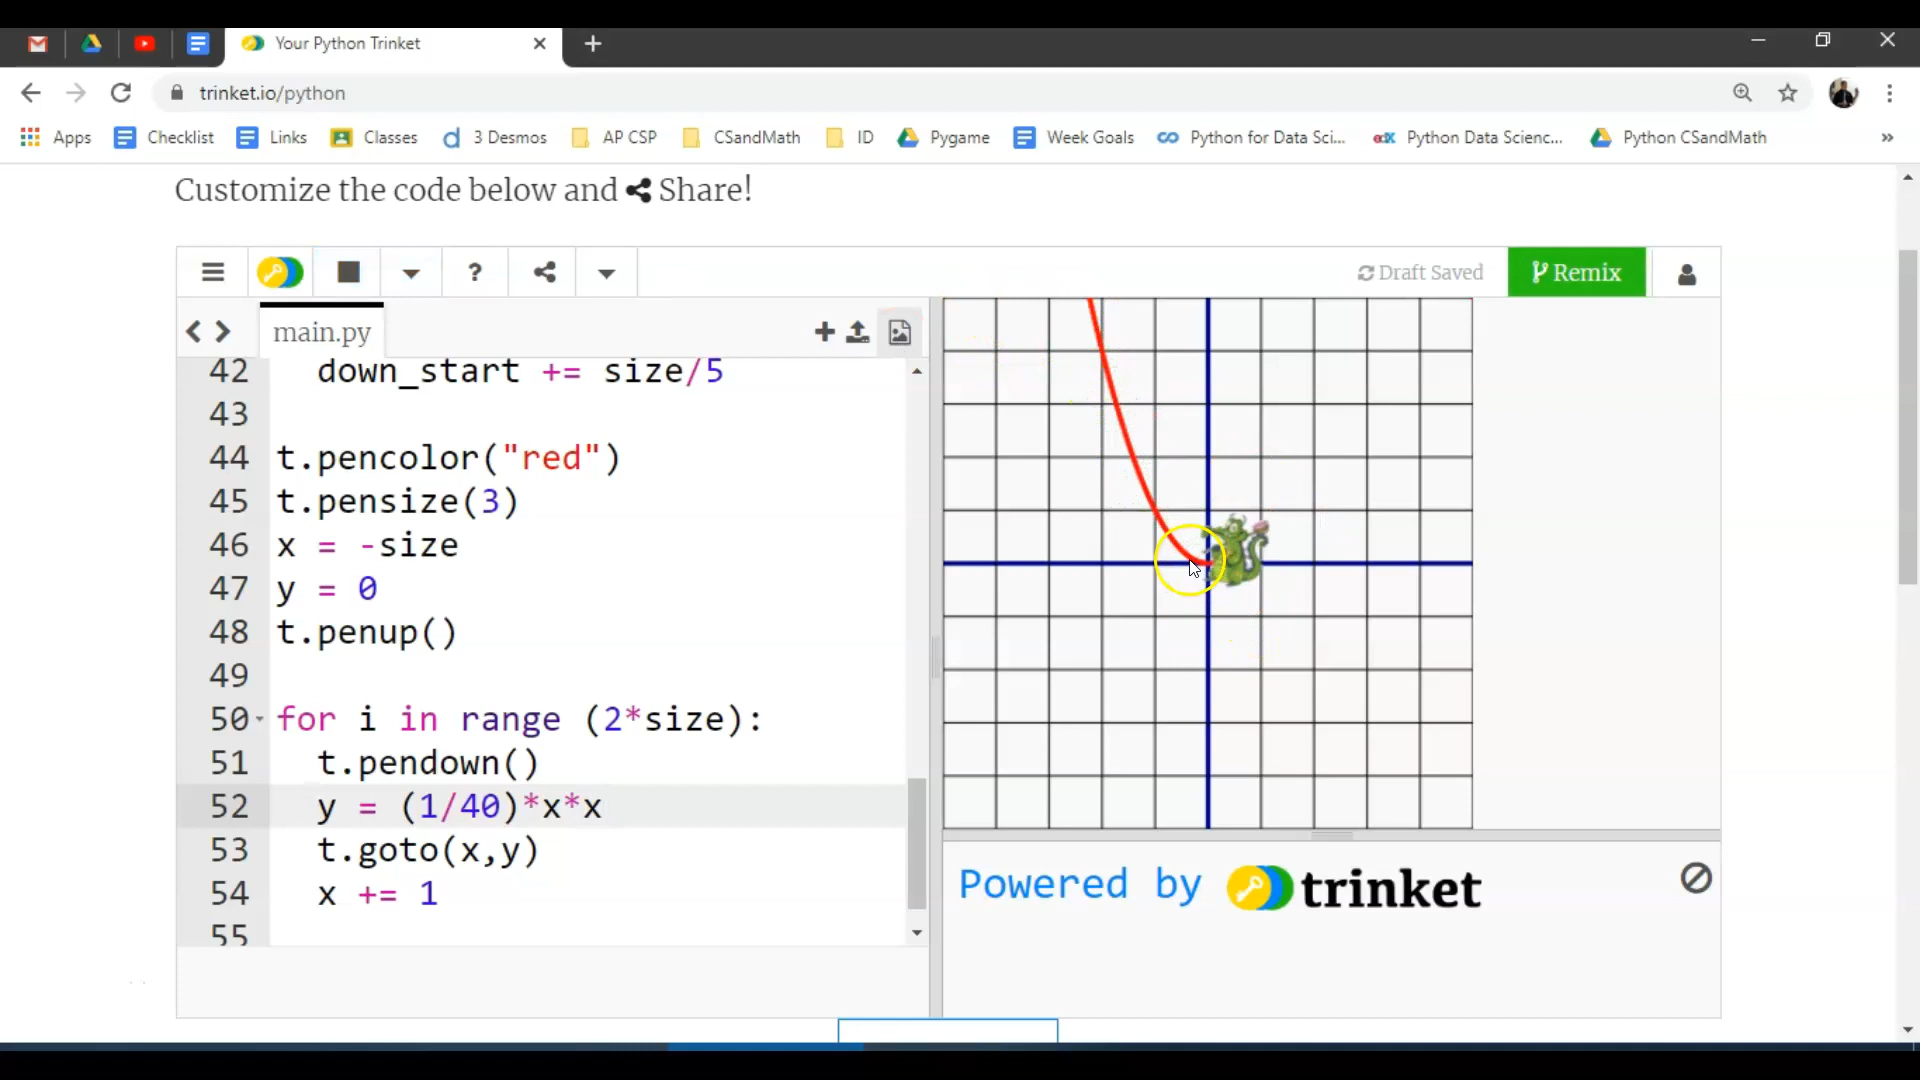 Your Python Trinket
trinket.io/python
Apps Checklist Links Classes 3 Desmos AP CSP CSandMath ID Pygame Week Goals Python for Data Sci... Python Data Scienc... Python CSandMath »
Customize the code below and Share!
? Draft Saved Remix
main.py
42 down_start += size/5
43
44 t.pencolor("red")
45 t.pensize(3)
46 x = -size
47 y = 0
48 t.penup()
49
50 for i in range (2*size):
51 t.pendown()
52 y = (1/40)*x*x
53 t.goto(x,y)
54 x += 1
55
Powered by trinket